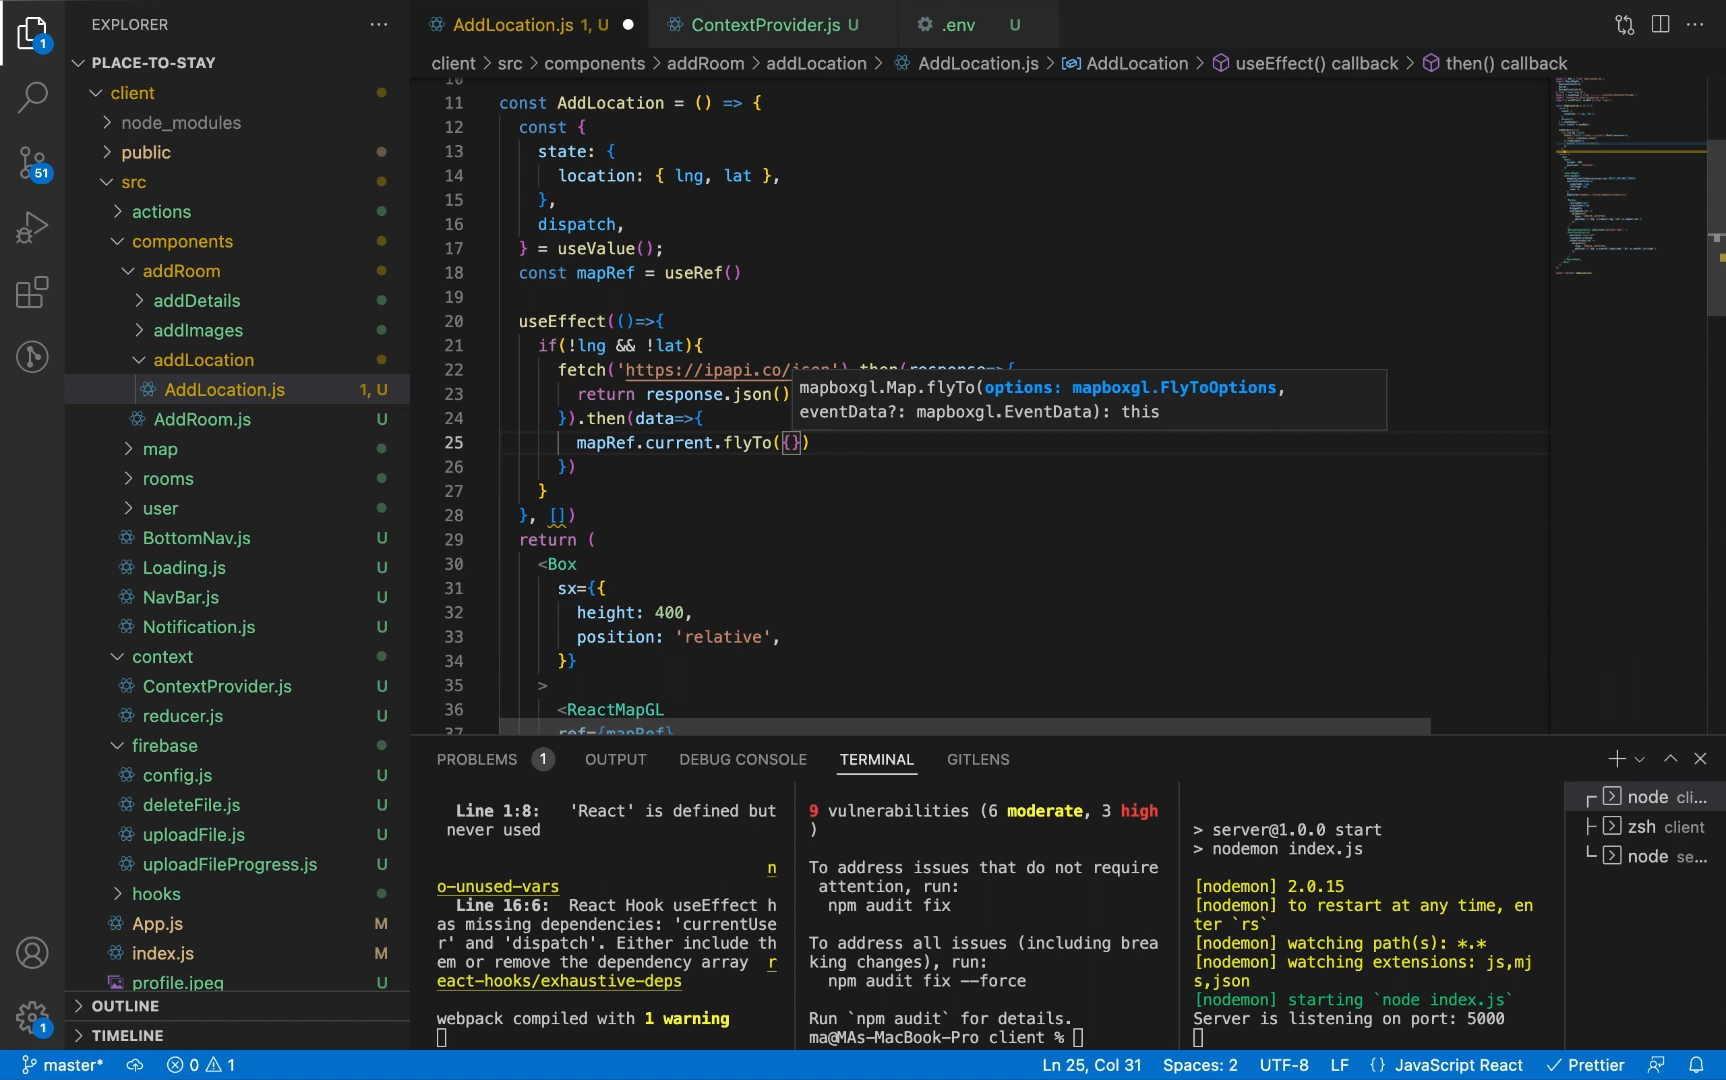 EXPLORER
PLACE-TO-STAY
client
node_modules
public
src
actions
components
addRoom
addDetails
addImages
addLocation
AddLocation.js 1, U
AddRoom.js U
map
rooms
user
BottomNav.js U
Loading.js U
NavBar.js U
Notification.js U
context
ContextProvider.js U
reducer.js U
firebase
config.js U
deleteFile.js U
uploadFile.js U
uploadFileProgress.js U
hooks
App.js M
index.js M
profile.jpeg U
OUTLINE
TIMELINE
1
51
1
AddLocation.js 1, U
ContextProvider.js U
.env U
client > src > components > addRoom > addLocation > AddLocation.js > AddLocation > useEffect() callback > then() callback
10
11 const AddLocation = () => {
12 const {
13 state: {
14 location: { lng, lat },
15 },
16 dispatch,
17 } = useValue();
18 const mapRef = useRef()
19
20 useEffect(()=>{
21 if(!lng && !lat){
22 fetch('https://ipapi.co/json').then(response=>{
23 return response.json()
24 }).then(data=>{
25 mapRef.current.flyTo({})
26 })
27 }
28 }, [])
29 return (
30 <Box
31 sx={{
32 height: 400,
33 position: 'relative',
34 }}
35 >
36 <ReactMapGL
37 ref={mapRef}
mapboxgl.Map.flyTo(options: mapboxgl.FlyToOptions,
eventData?: mapboxgl.EventData): this
PROBLEMS 1 OUTPUT DEBUG CONSOLE TERMINAL GITLENS
Line 1:8: 'React' is defined but
never used
n
o-unused-vars
Line 16:6: React Hook useEffect h
as missing dependencies: 'currentUse
r' and 'dispatch'. Either include th
em or remove the dependency array r
eact-hooks/exhaustive-deps
webpack compiled with 1 warning
9 vulnerabilities (6 moderate, 3 high
)
To address issues that do not require
attention, run:
npm audit fix
To address all issues (including brea
king changes), run:
npm audit fix --force
Run `npm audit` for details.
ma@MAs-MacBook-Pro client %
> server@1.0.0 start
> nodemon index.js
[nodemon] 2.0.15
[nodemon] to restart at any time, en
ter `rs`
[nodemon] watching path(s): *.*
[nodemon] watching extensions: js,mj
s,json
[nodemon] starting `node index.js`
Server is listening on port: 5000
node cli...
zsh client
node se...
master* 0 1 Ln 25, Col 31 Spaces: 2 UTF-8 LF {} JavaScript React Prettier